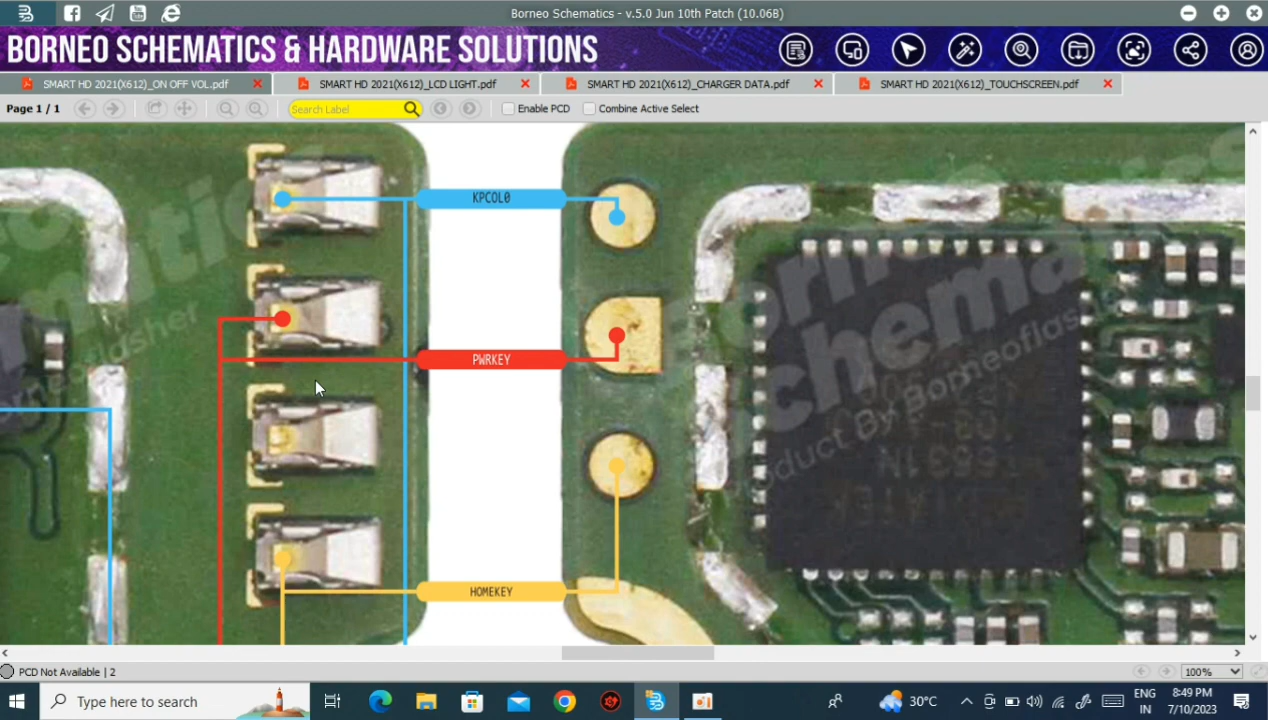 Borneo Schematics - v.5.0 Jun 10th Patch (10.06B)
BORNEO SCHEMATICS & HARDWARE SOLUTIONS
SMART HD 2021(X612)_ON OFF VOL.pdf
SMART HD 2021(X612)_LCD LIGHT.pdf
SMART HD 2021(X612)_CHARGER DATA.pdf
SMART HD 2021(X612)_TOUCHSCREEN.pdf
Page 1 / 1
Search Label
Enable PCD
Combine Active Select
KPCOL0
PWRKEY
HOMEKEY
PCD Not Available | 2
100%
Type here to search
30°C
ENG
IN
8:49 PM
7/10/2023